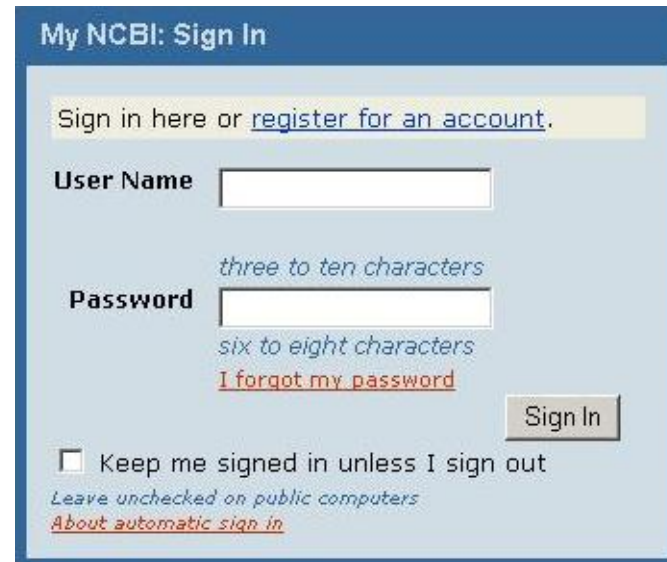 My NCBI: Sign In
Sign in here or register for an account.
User Name
three to ten characters
Password
six to eight characters
I forgot my password
Sign In
Keep me signed in unless I sign out
Leave unchecked on public computers
About automatic sign in